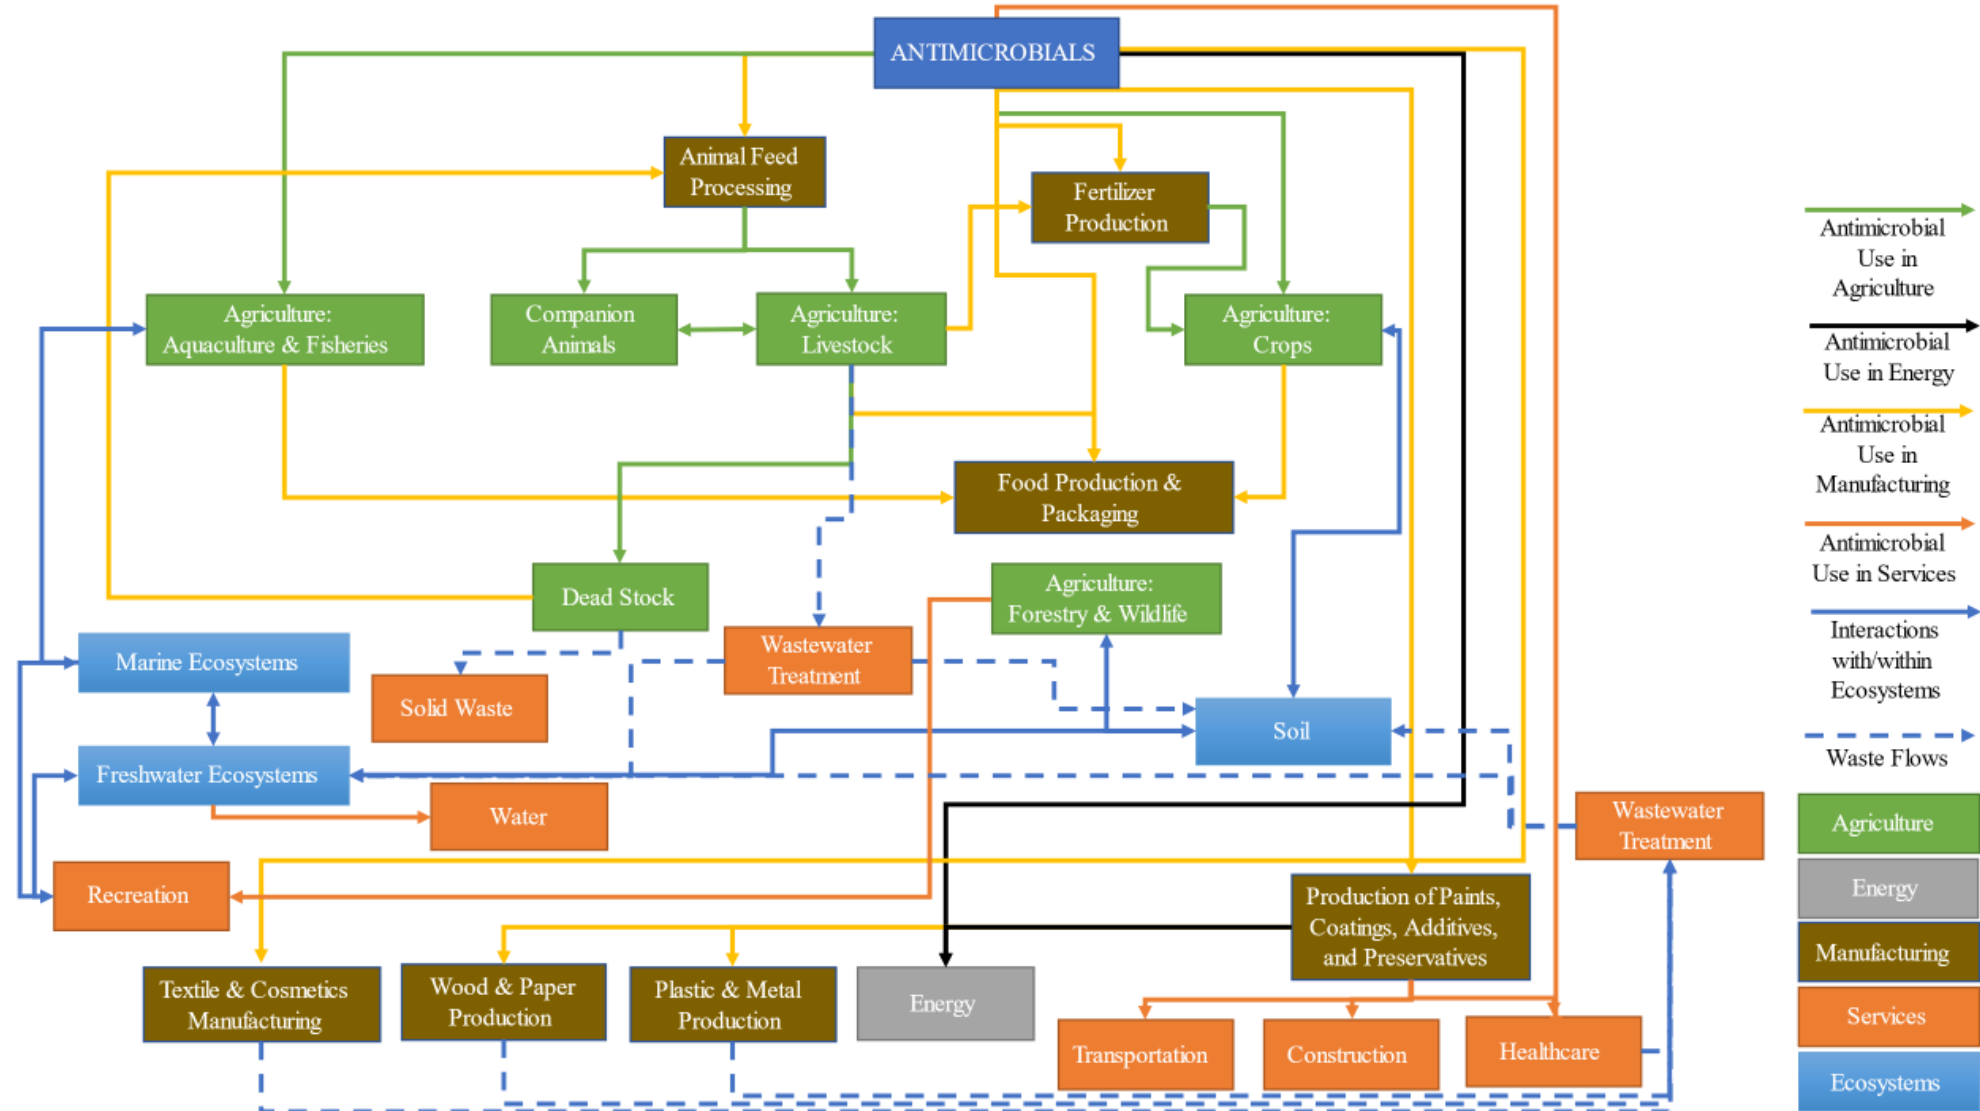 ANTIMICROBIALS
Animal Feed
Processing
Fertilizer
Production
Agriculture:
Aquaculture & Fisheries
Companion
Animals
Agriculture:
Livestock
Agriculture:
Crops
Food Production &
Packaging
Dead Stock
Agriculture:
Forestry & Wildlife
Wastewater
Treatment
Marine Ecosystems
Solid Waste
Soil
Freshwater Ecosystems
Water
Wastewater
Treatment
Recreation
Production of Paints,
Coatings, Additives,
and Preservatives
Textile & Cosmetics
Manufacturing
Wood & Paper
Production
Plastic & Metal
Production
Energy
Transportation
Construction
Healthcare
Antimicrobial
Use in
Agriculture
Antimicrobial
Use in Energy
Antimicrobial
Use in
Manufacturing
Antimicrobial
Use in Services
Interactions
with/within
Ecosystems
Waste Flows
Agriculture
Energy
Manufacturing
Services
Ecosystems